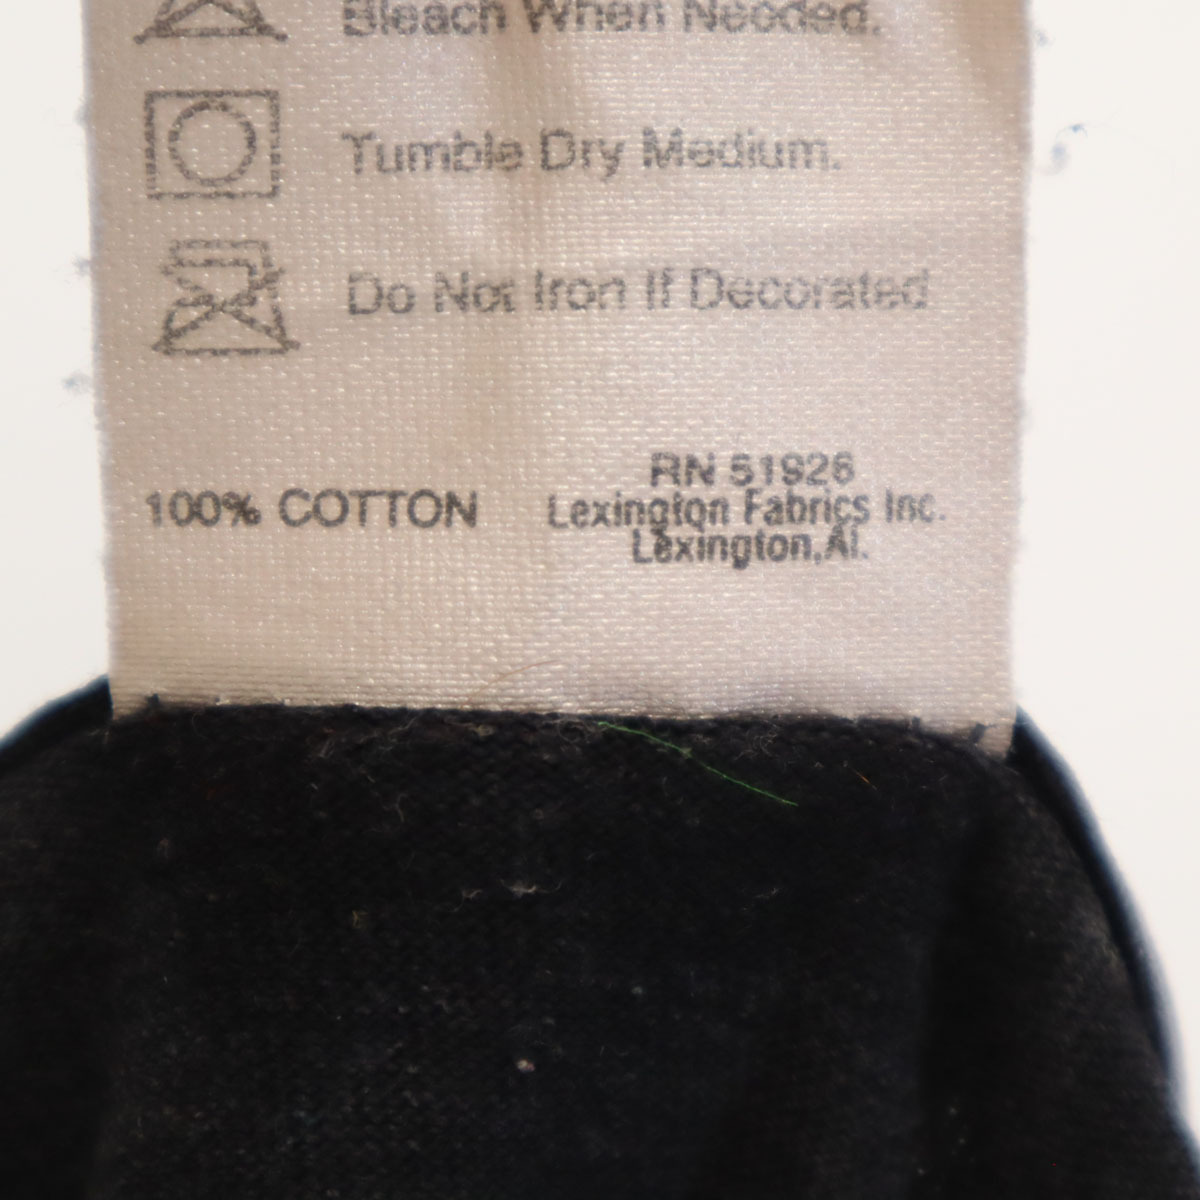 Bleach When Needed.
Tumble Dry Medium.
Do Not Iron If Decorated
100% COTTON
RN 51926
Lexington Fabrics Inc.
Lexington, Al.